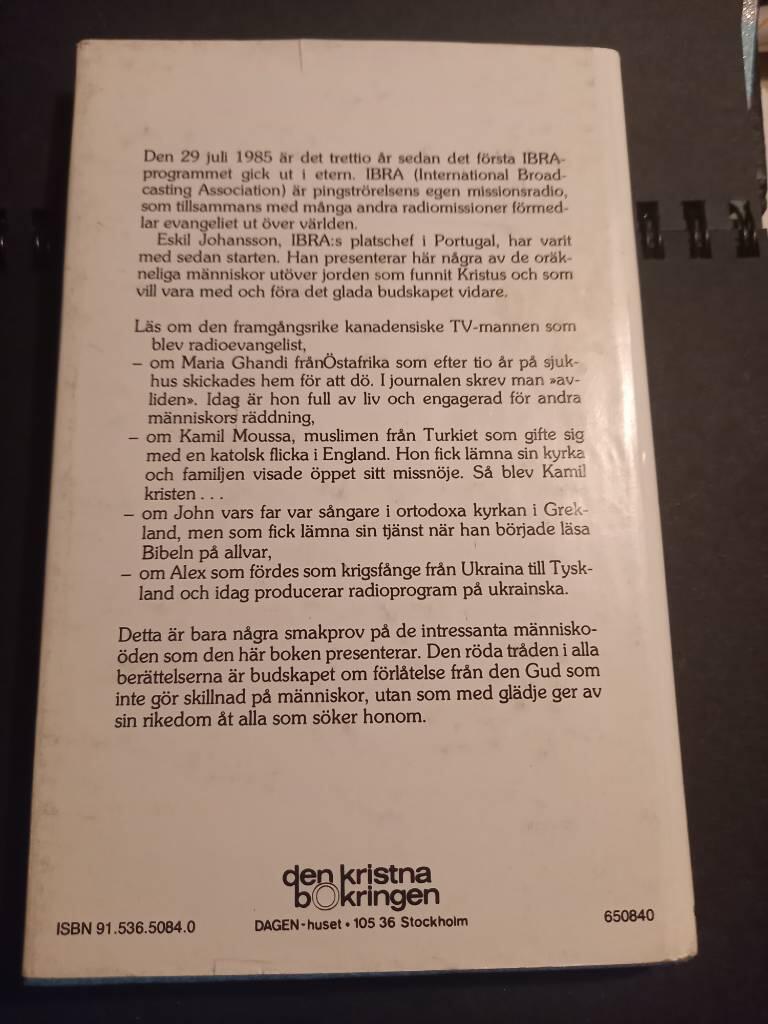 Den 29 juli 1985 är det trettio år sedan det första IBRA-
programmet gick ut i etern. IBRA (International Broad-
casting Association) är pingströrelsens egen missionsradio,
som tillsammans med många andra radiomissioner förmed-
lar evangeliet ut över världen.
Eskil Johansson, IBRA:s platschef i Portugal, har varit
med sedan starten. Han presenterar här några av de oräk-
neliga människor utöver jorden som funnit Kristus och som
vill vara med och föra det glada budskapet vidare.
Läs om den framgångsrike kanadensiske TV-mannen som
blev radioevangelist,
– om Maria Ghandi frånÖstafrika som efter tio år på sjuk-
hus skickades hem för att dö. I journalen skrev man »av-
liden». Idag är hon full av liv och engagerad för andra
människors räddning,
– om Kamil Moussa, muslimen från Turkiet som gifte sig
med en katolsk flicka i England. Hon fick lämna sin kyrka
och familjen visade öppet sitt missnöje. Så blev Kamil
kristen . . .
– om John vars far var sångare i ortodoxa kyrkan i Grek-
land, men som fick lämna sin tjänst när han började läsa
Bibeln på allvar,
– om Alex som fördes som krigsfånge från Ukraina till Tysk-
land och idag producerar radioprogram på ukrainska.
Detta är bara några smakprov på de intressanta människo-
öden som den här boken presenterar. Den röda tråden i alla
berättelserna är budskapet om förlåtelse från den Gud som
inte gör skillnad på människor, utan som med glädje ger av
sin rikedom åt alla som söker honom.
den kristna
bokringen
ISBN 91.536.5084.0
DAGEN-huset • 105 36 Stockholm
650840